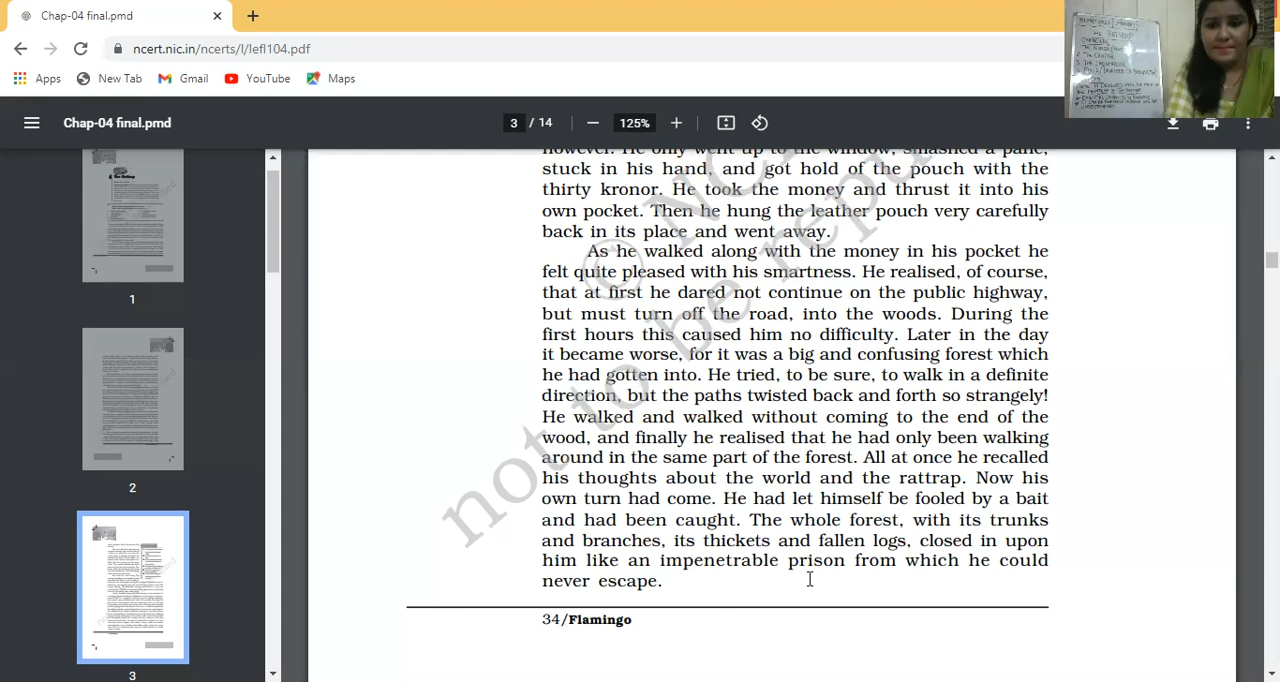 Chap-04 final.pmd
ncert.nic.in/ncerts/l/lefl104.pdf
Apps New Tab Gmail YouTube Maps
Chap-04 final.pmd
3 / 14
125%
however. He only went up to the window, smashed a pane,
stuck in his hand, and got hold of the pouch with the
thirty kronor. He took the money and thrust it into his
own pocket. Then he hung the leather pouch very carefully
back in its place and went away.
As he walked along with the money in his pocket he
felt quite pleased with his smartness. He realised, of course,
that at first he dared not continue on the public highway,
but must turn off the road, into the woods. During the
first hours this caused him no difficulty. Later in the day
it became worse, for it was a big and confusing forest which
he had gotten into. He tried, to be sure, to walk in a definite
direction, but the paths twisted back and forth so strangely!
He walked and walked without coming to the end of the
wood, and finally he realised that he had only been walking
around in the same part of the forest. All at once he recalled
his thoughts about the world and the rattrap. Now his
own turn had come. He had let himself be fooled by a bait
and had been caught. The whole forest, with its trunks
and branches, its thickets and fallen logs, closed in upon
him like an impenetrable prison from which he could
never escape.
34/Flamingo
© NC
not to be repu
1
2
3